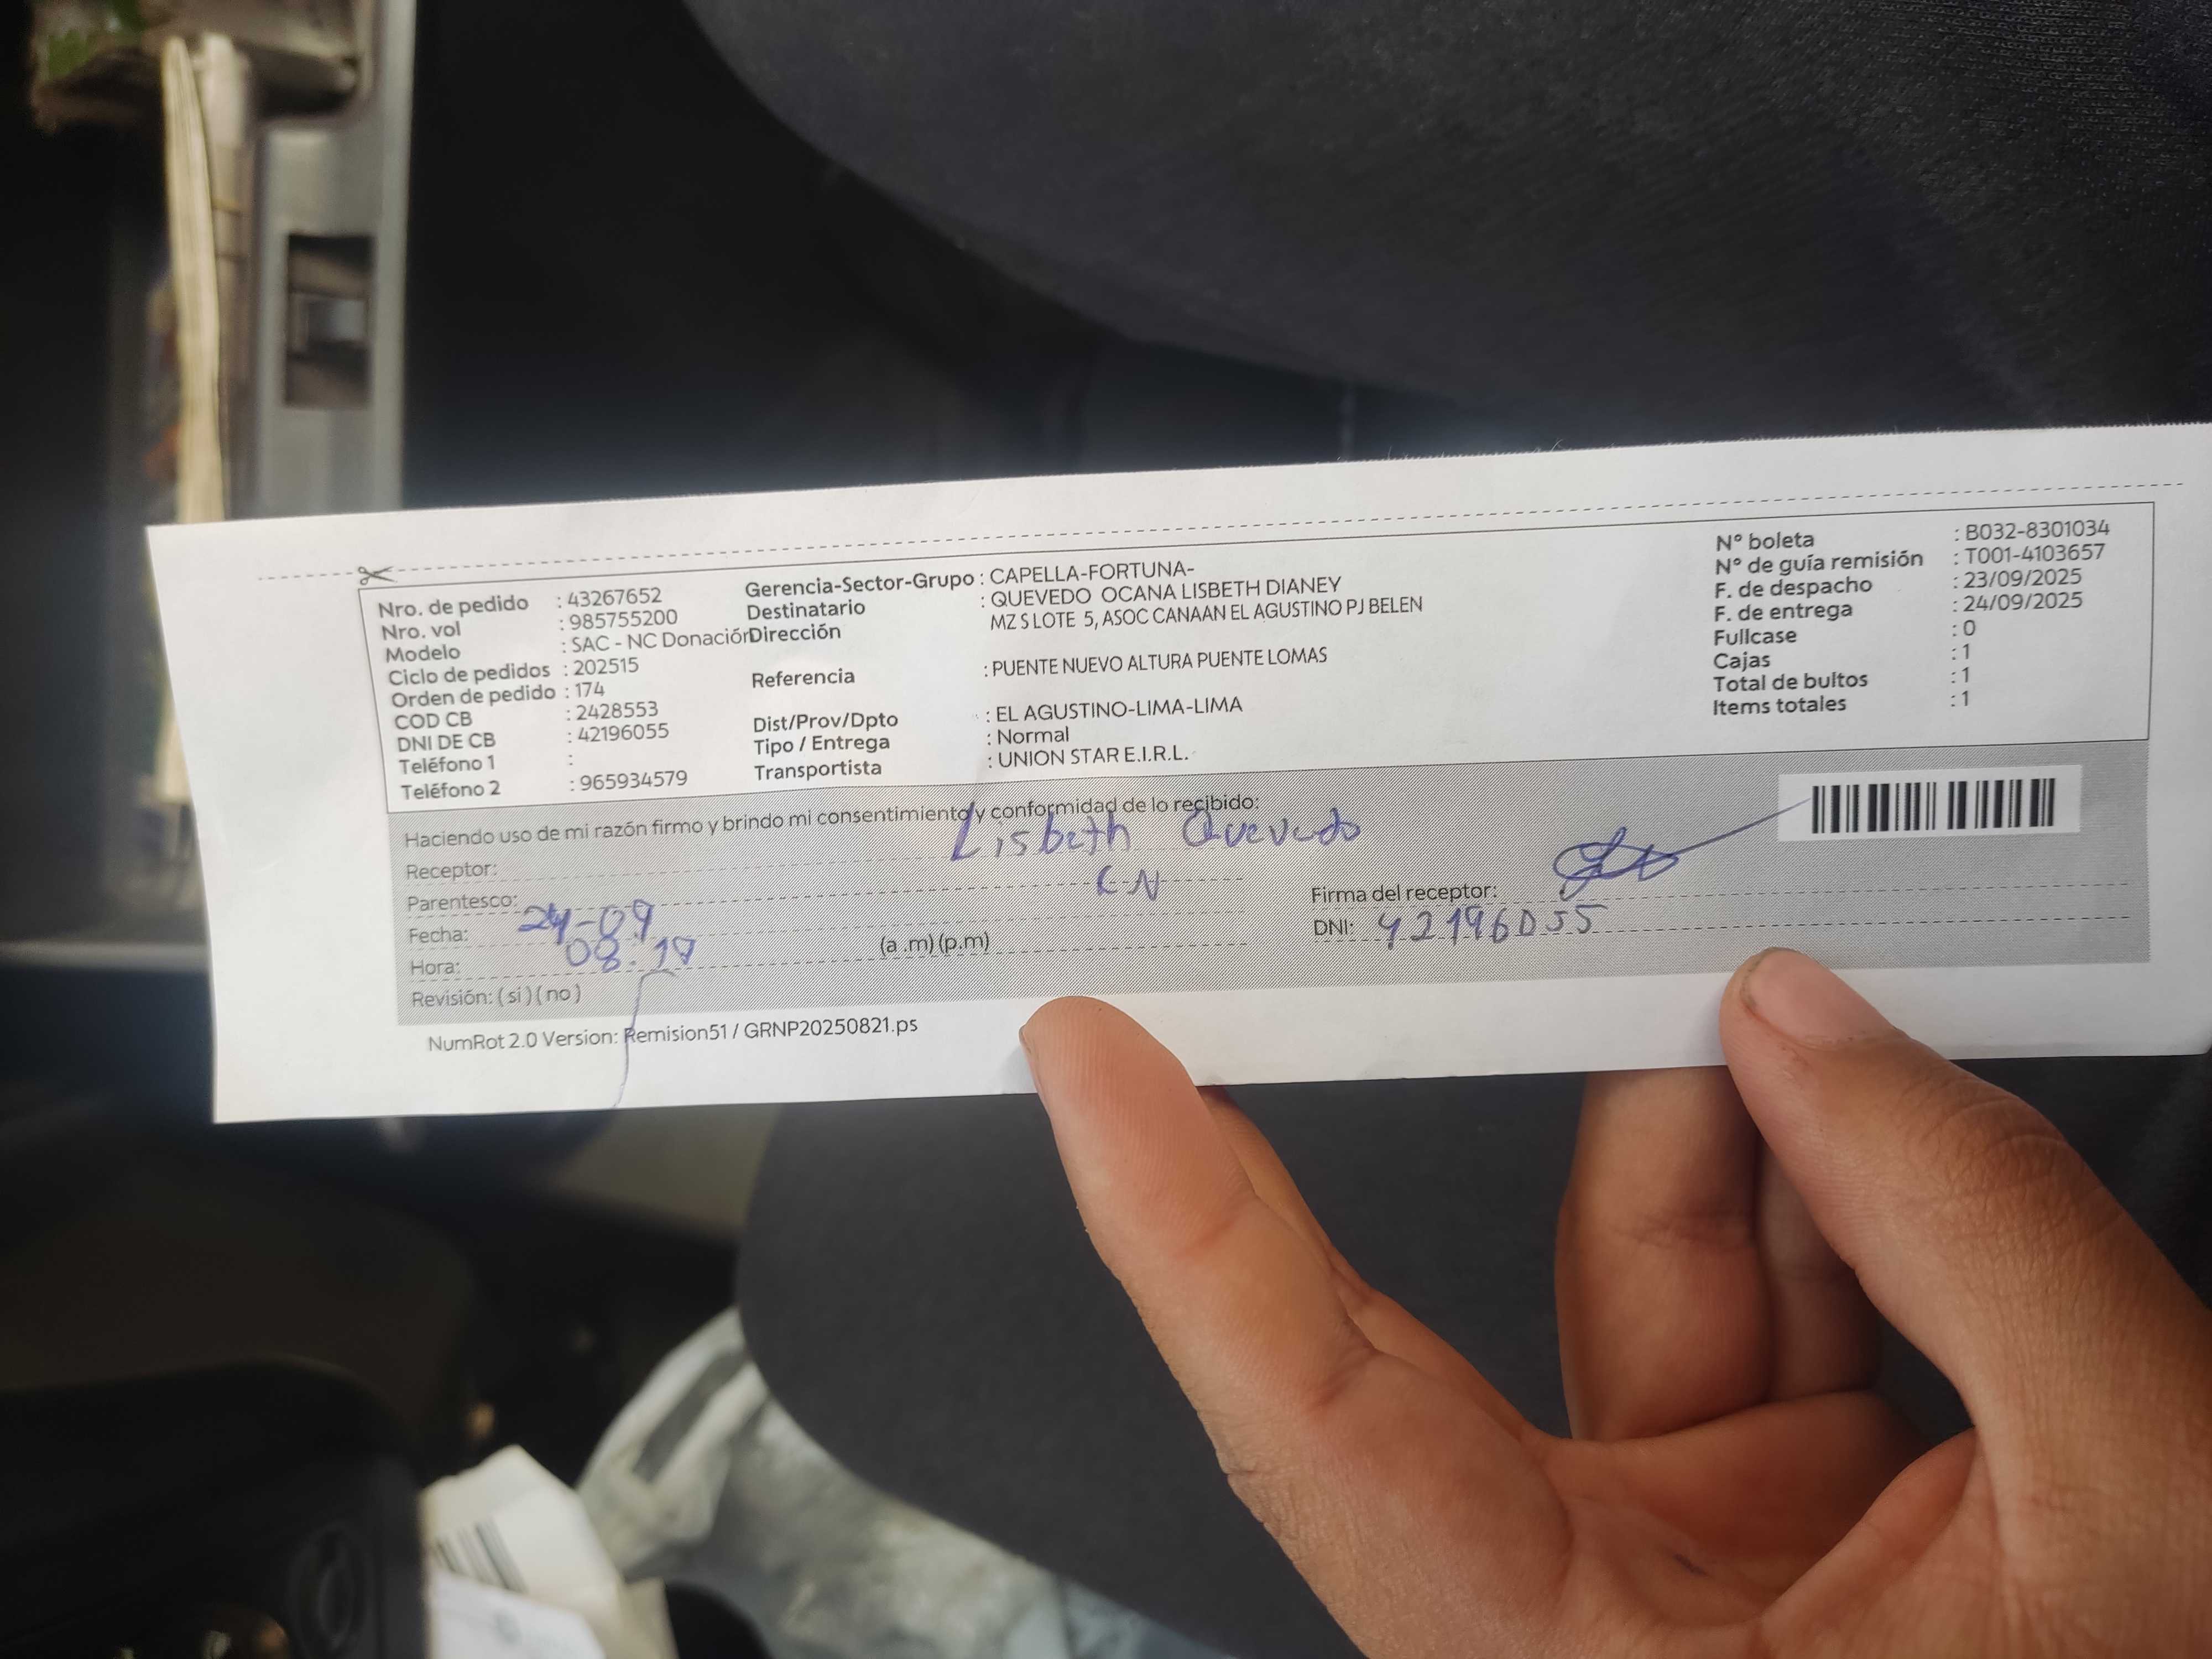 Nro. de pedido : 43267652
Nro. vol : 985755200
Modelo : SAC - NC Donación
Ciclo de pedidos : 202515
Orden de pedido : 174
COD CB : 2428553
DNI DE CB : 42196055
Teléfono 1 :
Teléfono 2 : 965934579
Gerencia-Sector-Grupo : CAPELLA-FORTUNA-
Destinatario : QUEVEDO OCANA LISBETH DIANEY
Dirección MZ S LOTE 5, ASOC CANAAN EL AGUSTINO PJ BELEN
Referencia : PUENTE NUEVO ALTURA PUENTE LOMAS
Dist/Prov/Dpto : EL AGUSTINO-LIMA-LIMA
Tipo / Entrega : Normal
Transportista : UNION STAR E.I.R.L.
N° boleta : B032-8301034
N° de guía remisión : T001-4103657
F. de despacho : 23/09/2025
F. de entrega : 24/09/2025
Fullcase : 0
Cajas : 1
Total de bultos : 1
Items totales : 1
Haciendo uso de mi razón firmo y brindo mi consentimiento y conformidad de lo recibido:
Receptor: Lisbeth Quevedo
Parentesco: CN
Fecha: 24-09
Hora: 08:19 (a .m) (p.m)
Revisión: ( si ) ( no )
Firma del receptor:
DNI: 42196055
NumRot 2.0 Version: Remision51 / GRNP20250821.ps